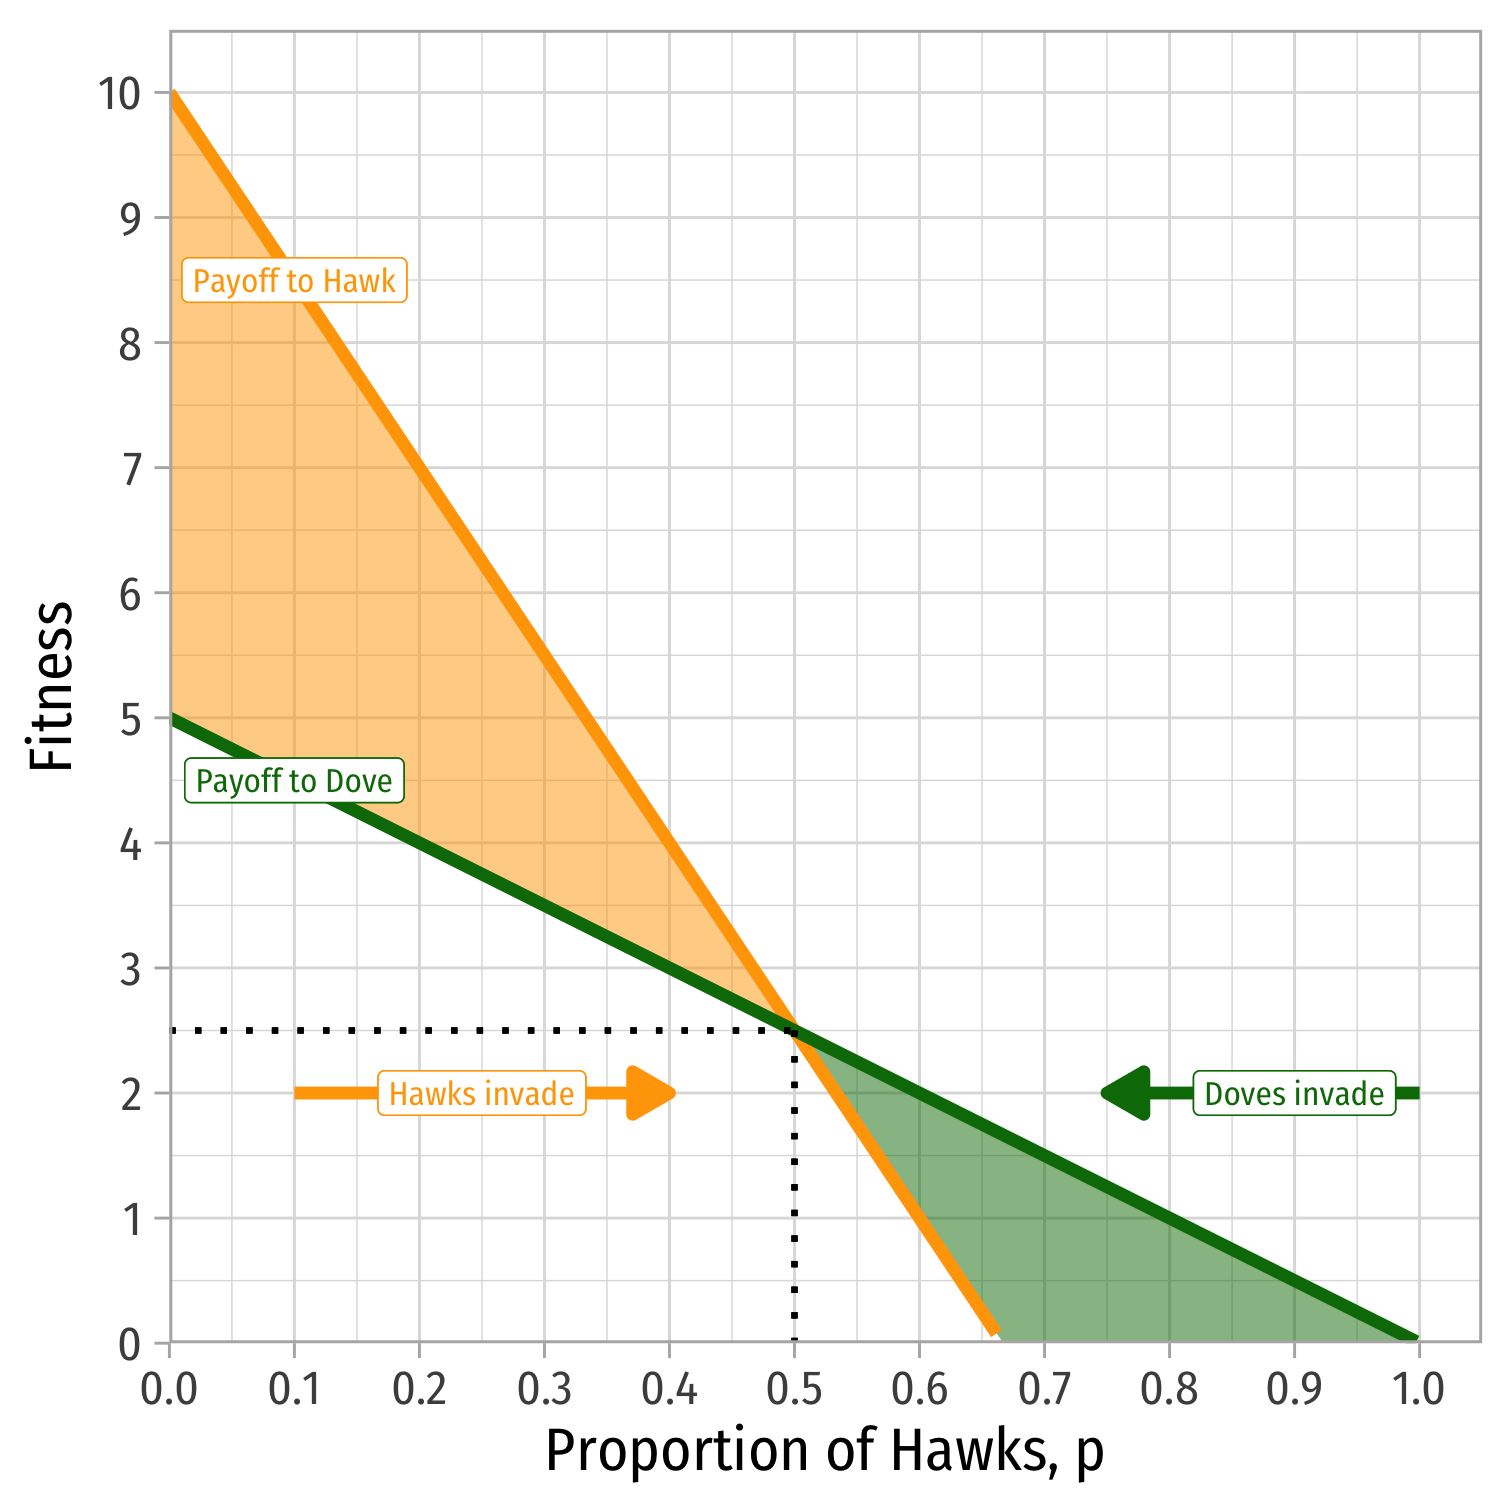 10
9
8
7
6
5
4
3
2
1
0
Fitness
Payoff to Hawk
Payoff to Dove
Hawks invade
Doves invade
0.0 0.1 0.2 0.3 0.4 0.5 0.6 0.7 0.8 0.9 1.0
Proportion of Hawks, p